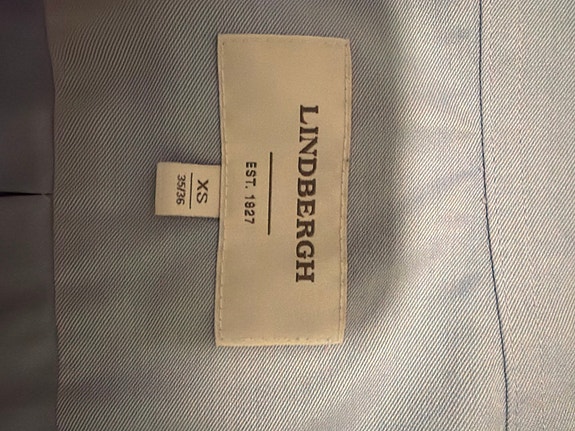 LINDBERGH
EST. 1927
XS
35/36